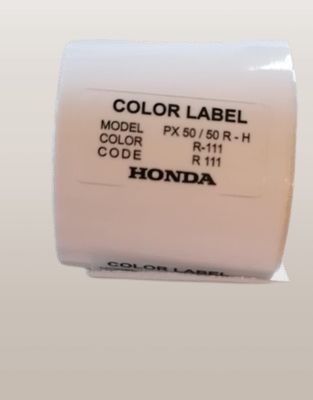 COLOR LABEL
MODEL PX 50 / 50 R - H
COLOR R-111
CODE R 111
HONDA
COLOR LABEL